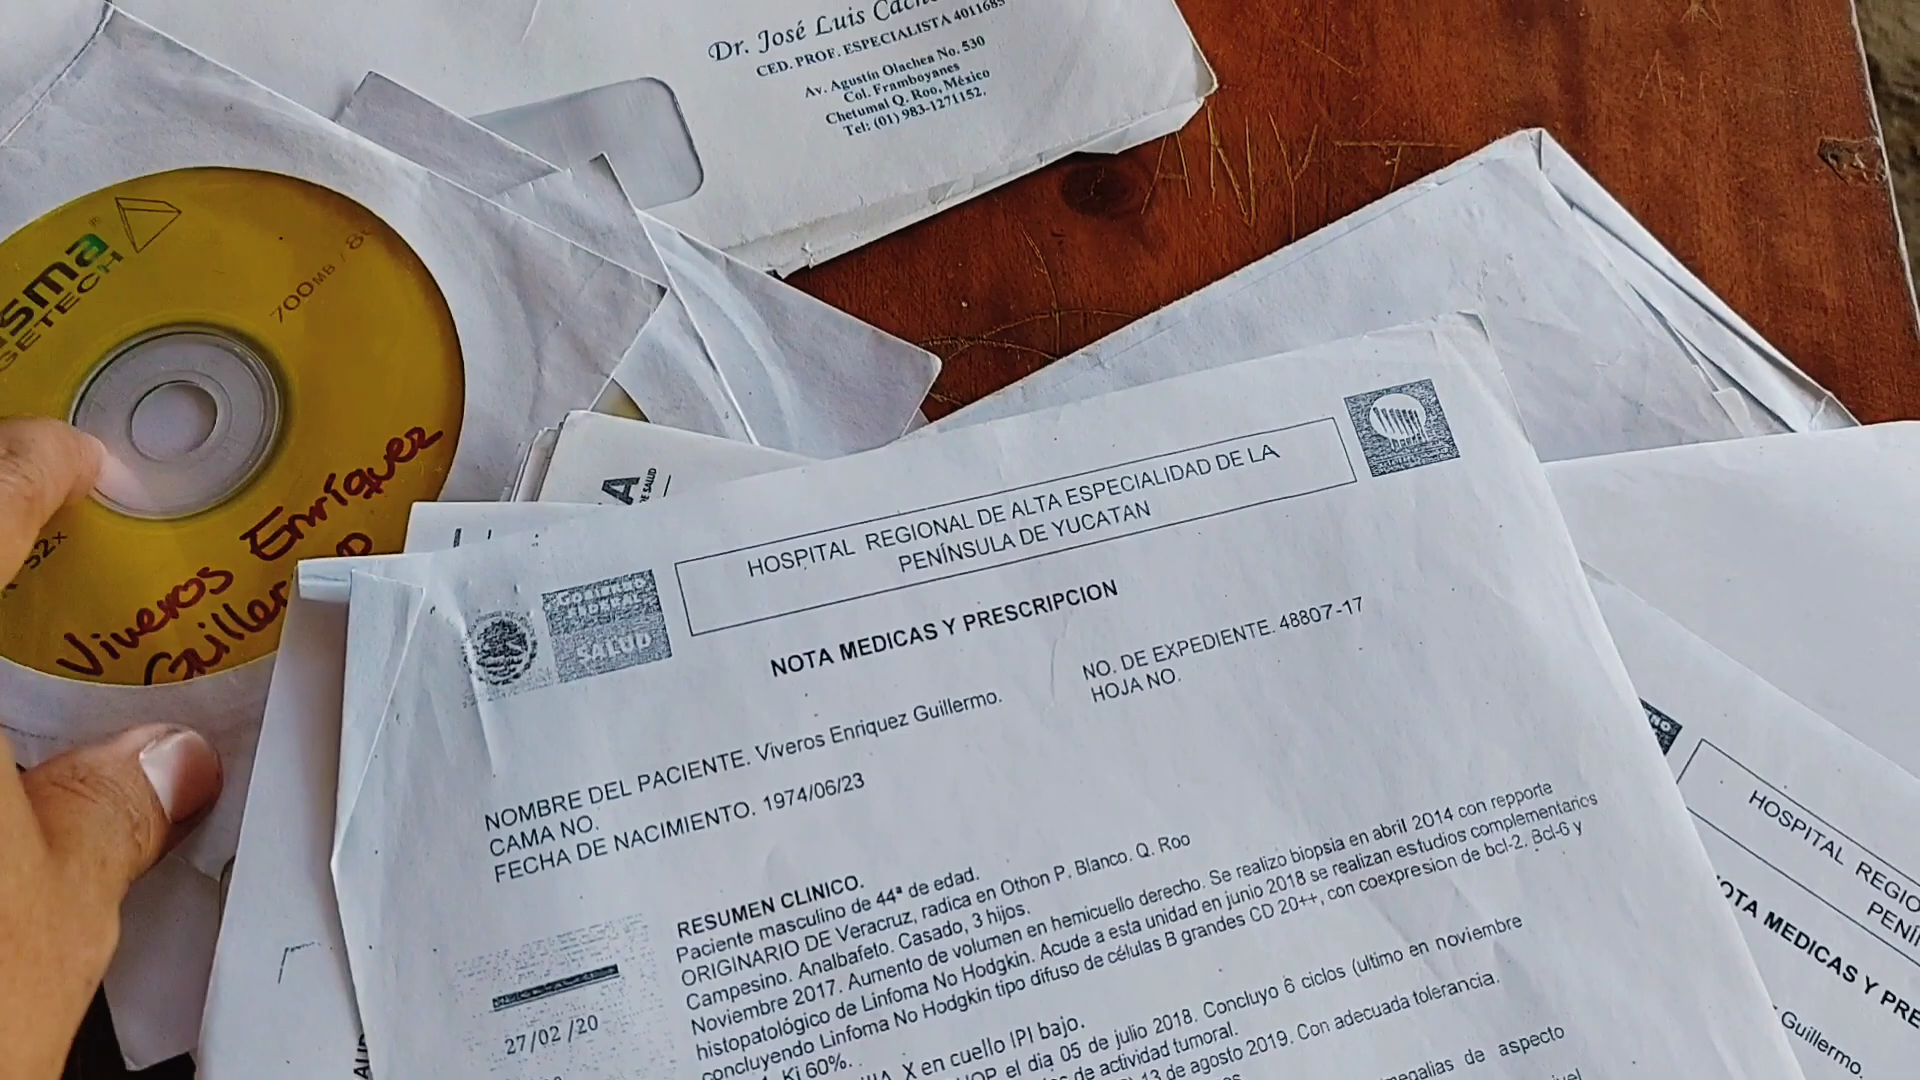 Dr. José Luis
CED. PROF. ESPECIALISTA 4011685
Av. Agustín Olachea No. 530
Col. Framboyanes
Chetumal Q. Roo, México
Tel: (01) 983-1271152.
700MB
52x
Viveros Enríquez
HOSPITAL REGIONAL DE ALTA ESPECIALIDAD DE LA
PENÍNSULA DE YUCATAN
SALUD
NOTA MEDICAS Y PRESCRIPCION
NO. DE EXPEDIENTE. 48807-17
HOJA NO.
NOMBRE DEL PACIENTE. Viveros Enriquez Guillermo.
CAMA NO.
FECHA DE NACIMIENTO. 1974/06/23
RESUMEN CLINICO.
Paciente masculino de 44ª de edad.
ORIGINARIO DE Veracruz, radica en Othon P. Blanco. Q. Roo
Campesino. Analbafeto. Casado, 3 hijos.
Noviembre 2017. Aumento de volumen en hemicuello derecho. Se realizo biopsia en abril 2014 con repporte
histopatológico de Linfoma No Hodgkin. Acude a esta unidad en junio 2018 se realizan estudios complementarios
concluyendo Linfoma No Hodgkin tipo difuso de células B grandes CD 20++, con coexpresion de bcl-2. Bcl-6 y
Ki 60%.
X en cuello IPI bajo.
el dia 05 de julio 2018. Concluyo 6 ciclos (ultimo en noviembre
de actividad tumoral.
13 de agosto 2019. Con adecuada tolerancia.
de aspecto
27/02/20
HOSPITAL REGIO
NOTA MEDICAS Y PRE
Guillermo.